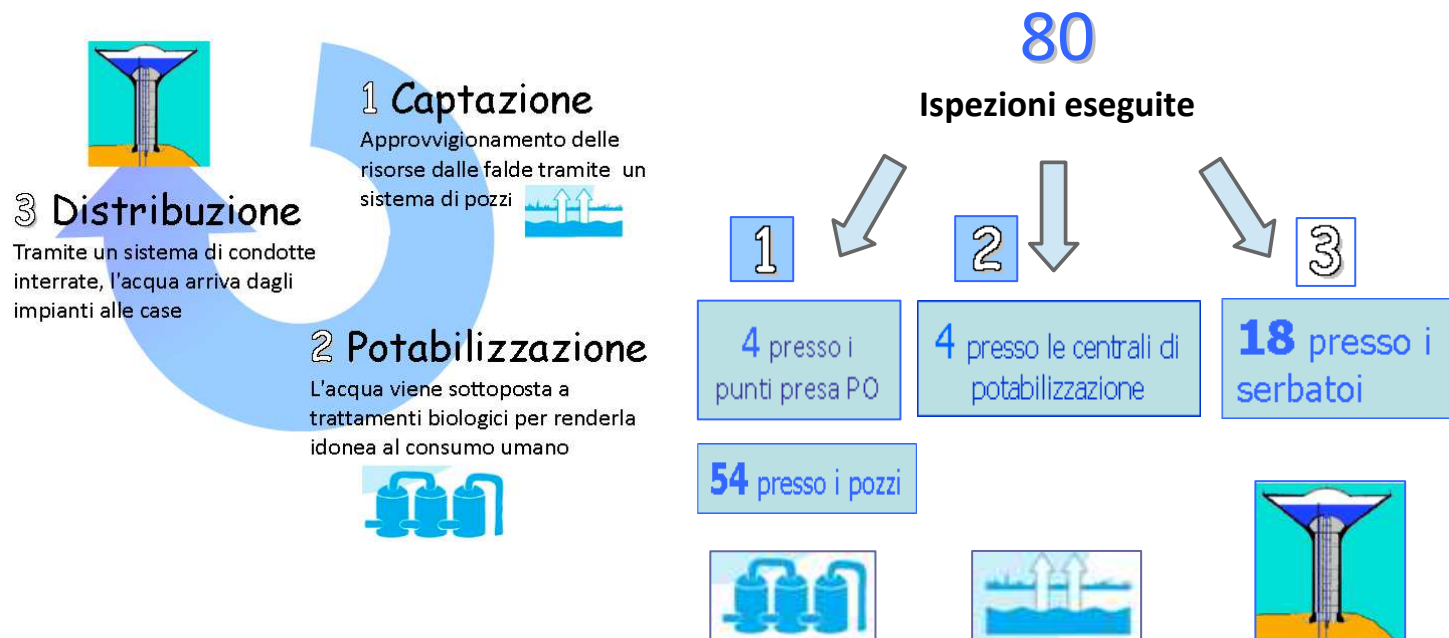 1 Captazione
Approvvigionamento delle
risorse dalle falde tramite un
sistema di pozzi
3 Distribuzione
Tramite un sistema di condotte
interrate, l'acqua arriva dagli
impianti alle case
2 Potabilizzazione
L'acqua viene sottoposta a
trattamenti biologici per renderla
idonea al consumo umano
80
Ispezioni eseguite
1
4 presso i
punti presa PO
54 presso i pozzi
2
4 presso le centrali di
potabilizzazione
3
18 presso i
serbatoi